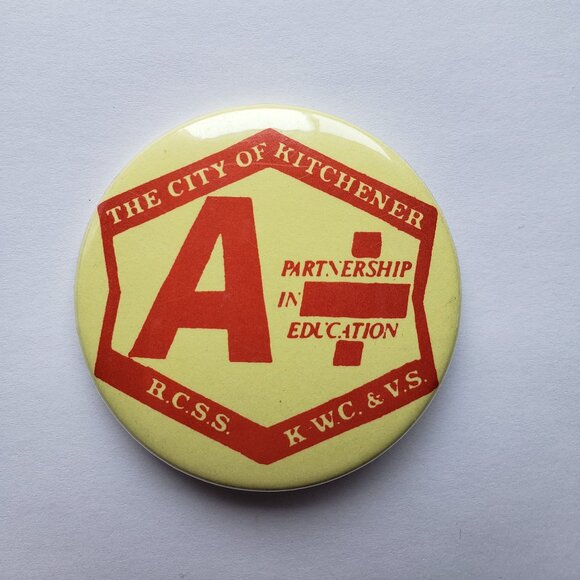 THE CITY OF KITCHENER
A
PARTNERSHIP
IN
EDUCATION
R.C.S.S.
K-W.C. & V.S.